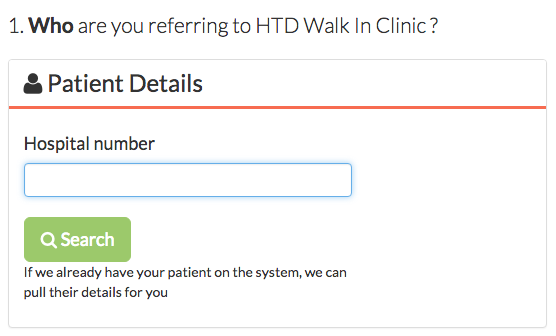 1. Who are you referring to HTD Walk In Clinic ?
Patient Details
Hospital number
Search
If we already have your patient on the system, we can
pull their details for you